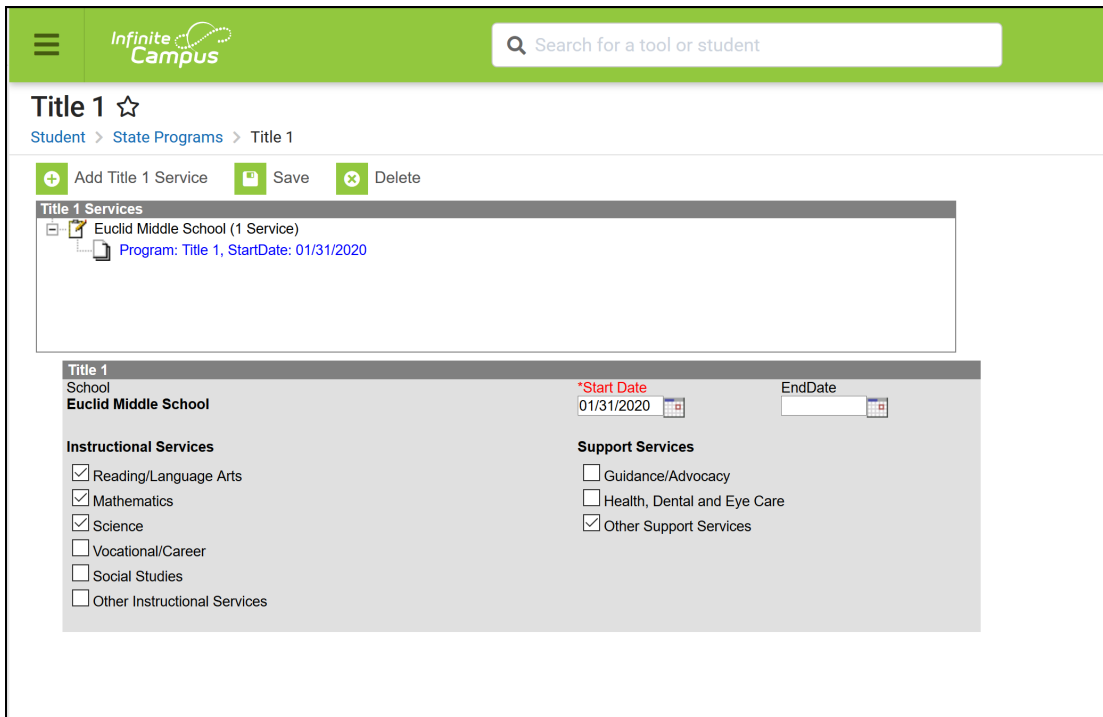 Infinite
Campus
Search for a tool or student
Title 1
Student > State Programs > Title 1
Add Title 1 Service Save Delete
Title 1 Services
Euclid Middle School (1 Service)
Program: Title 1, StartDate: 01/31/2020
Title 1
School *Start Date EndDate
Euclid Middle School 01/31/2020
Instructional Services Support Services
Reading/Language Arts Guidance/Advocacy
Mathematics Health, Dental and Eye Care
Science Other Support Services
Vocational/Career
Social Studies
Other Instructional Services